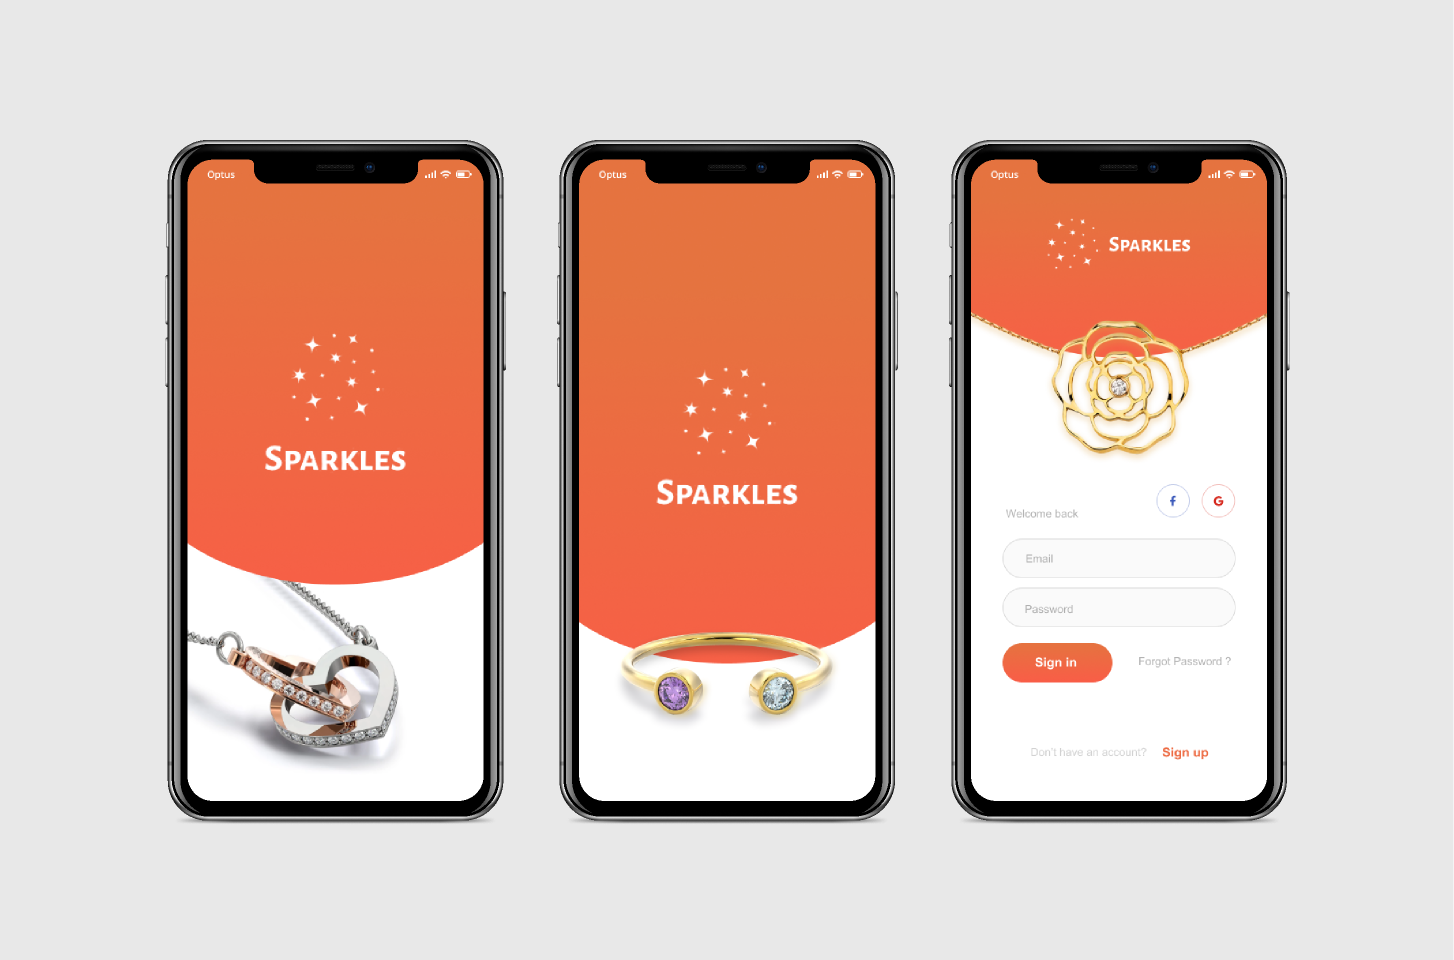 Optus
SPARKLES
Optus
SPARKLES
Optus
SPARKLES
Welcome back
f G
Email
Password
Sign in
Forgot Password ?
Don't have an account? Sign up